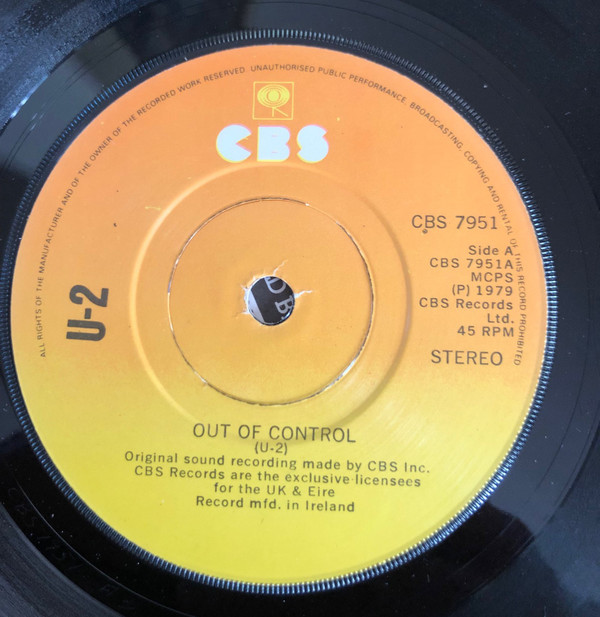 ALL RIGHTS OF THE MANUFACTURER AND OF THE OWNER OF THE RECORDED WORK RESERVED. UNAUTHORISED PUBLIC PERFORMANCE, BROADCASTING, COPYING AND RENTAL OF THIS RECORD PROHIBITED
CBS
CBS 7951
Side A
CBS 7951A
MCPS
(P) 1979
CBS Records
Ltd.
45 RPM
STEREO
U-2
OUT OF CONTROL
(U-2)
Original sound recording made by CBS Inc.
CBS Records are the exclusive licensees
for the UK & Eire
Record mfd. in Ireland